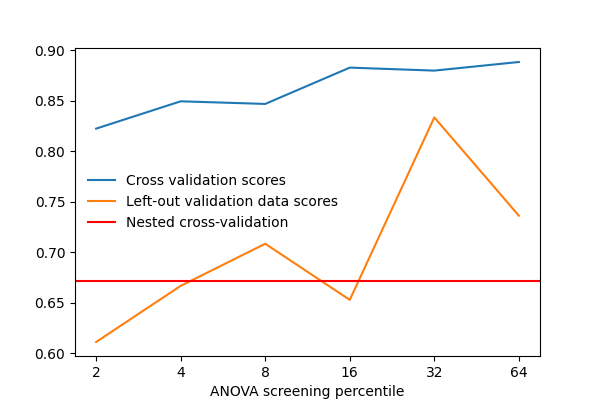 0.90
0.85
0.80
0.75
0.70
0.65
0.60
Cross validation scores
Left-out validation data scores
Nested cross-validation
2 4 8 16 32 64
ANOVA screening percentile